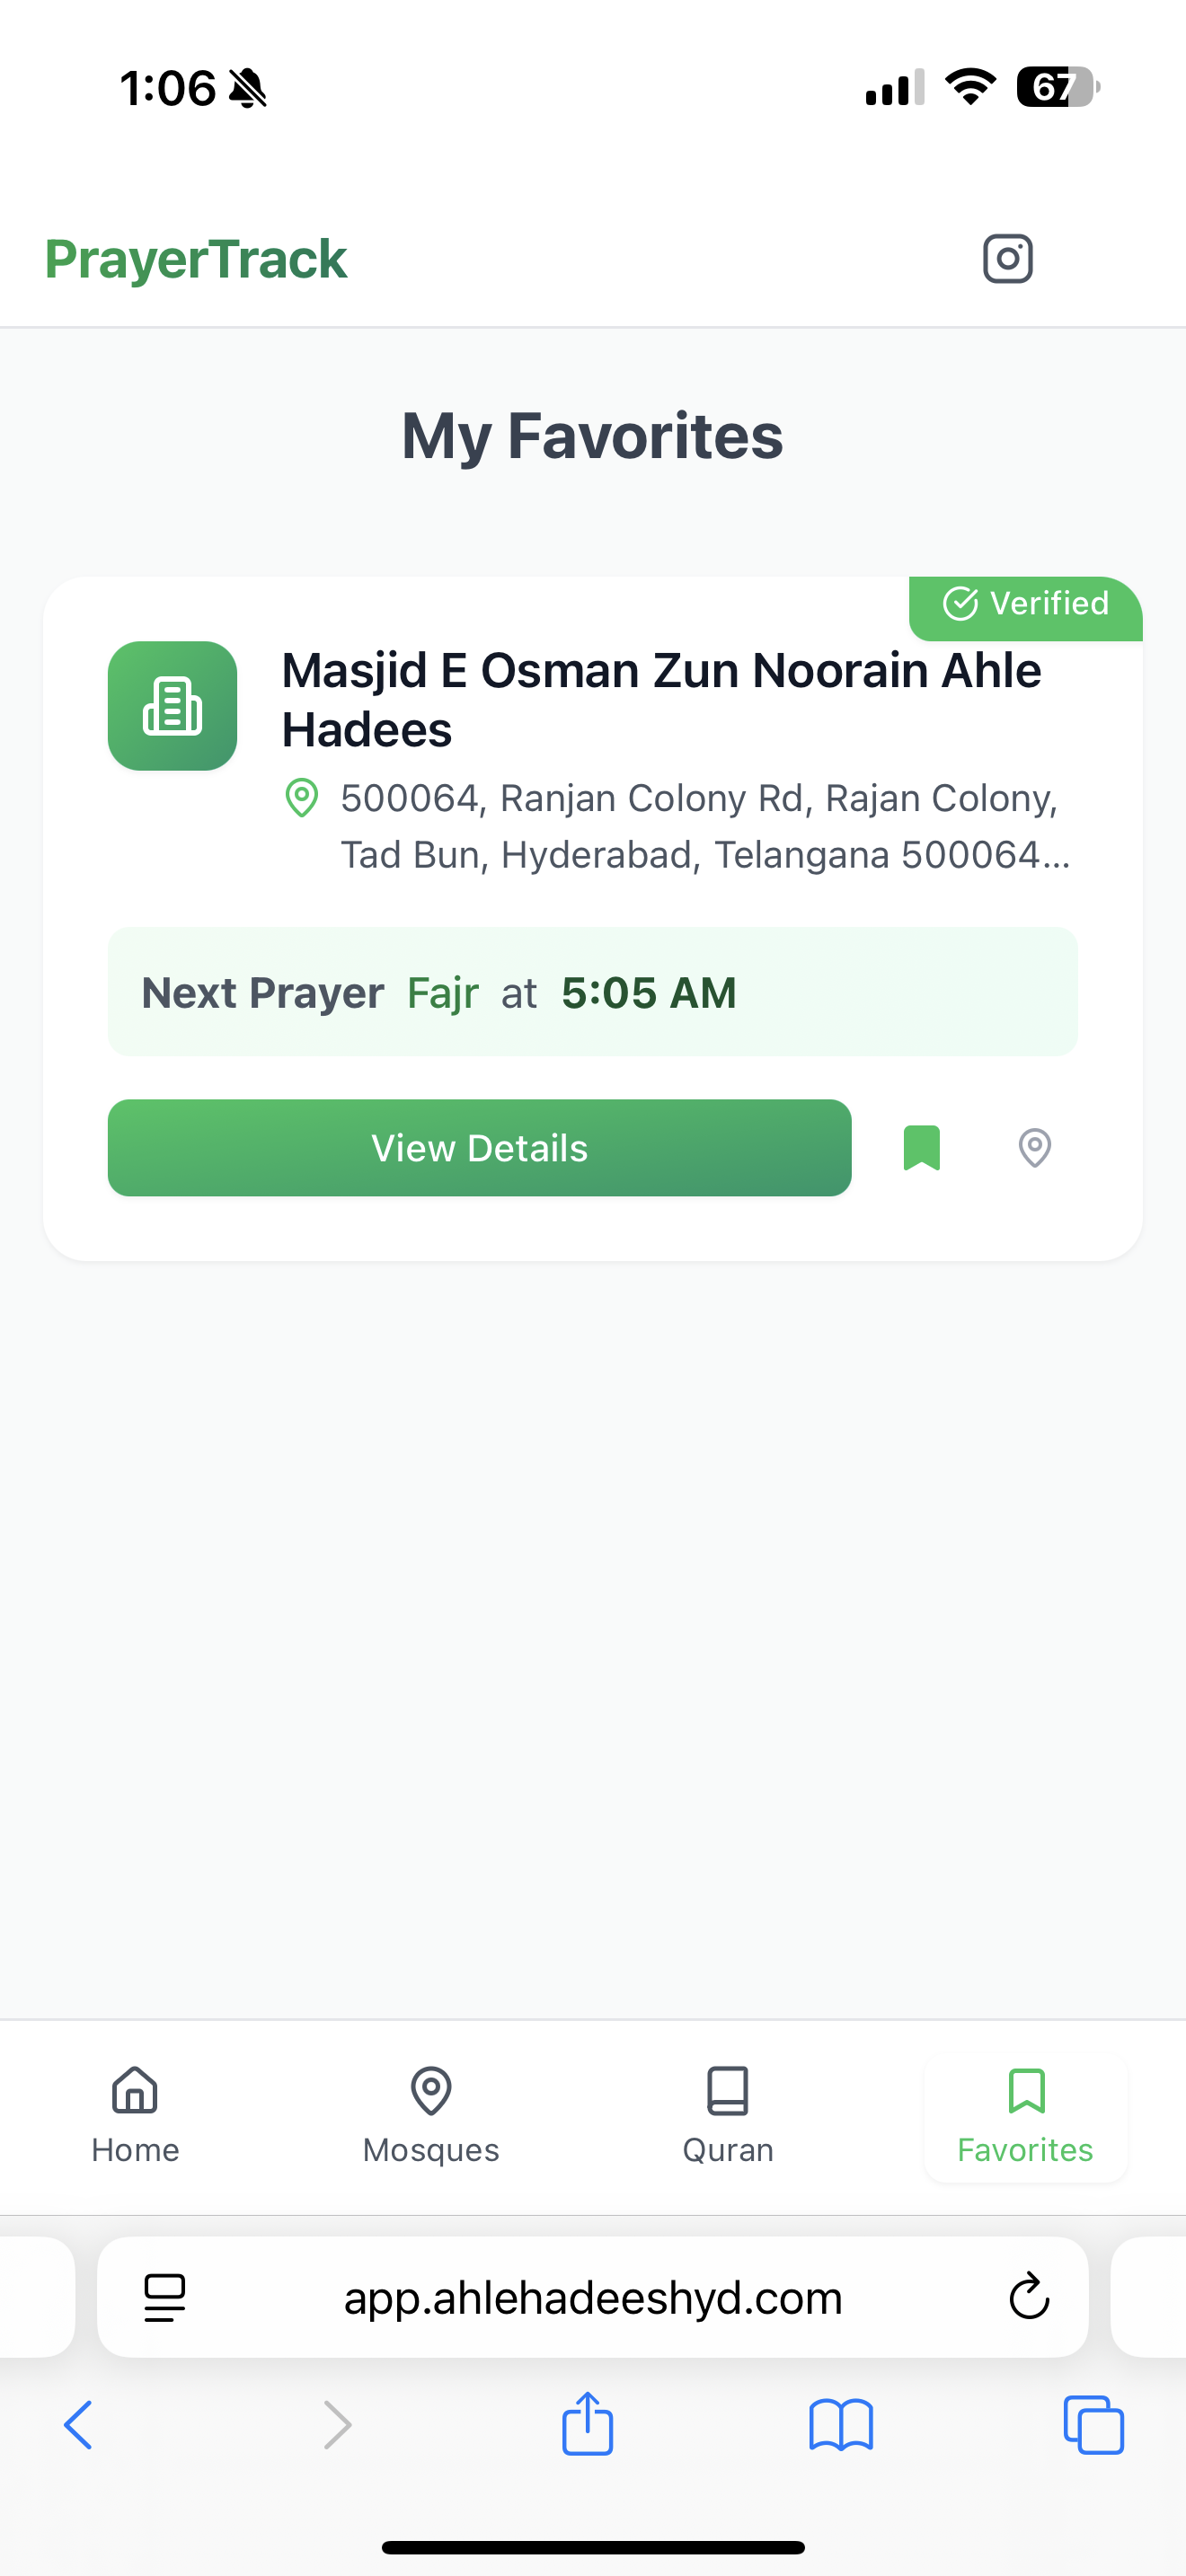 1:06
67
PrayerTrack
My Favorites
Verified
Masjid E Osman Zun Noorain Ahle
Hadees
500064, Ranjan Colony Rd, Rajan Colony,
Tad Bun, Hyderabad, Telangana 500064...
Next Prayer Fajr at 5:05 AM
View Details
Home Mosques Quran Favorites
app.ahlehadeeshyd.com